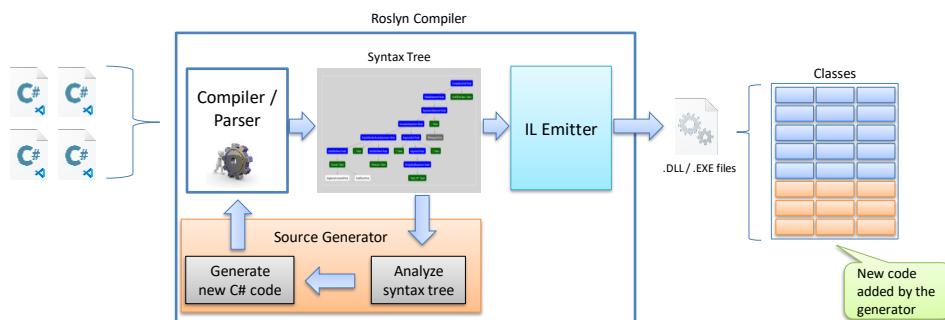 Roslyn Compiler
Syntax Tree
C#
C#
C#
C#
Compiler /
Parser
IL Emitter
.DLL / .EXE files
Classes
Source Generator
Generate
new C# code
Analyze
syntax tree
New code
added by the
generator